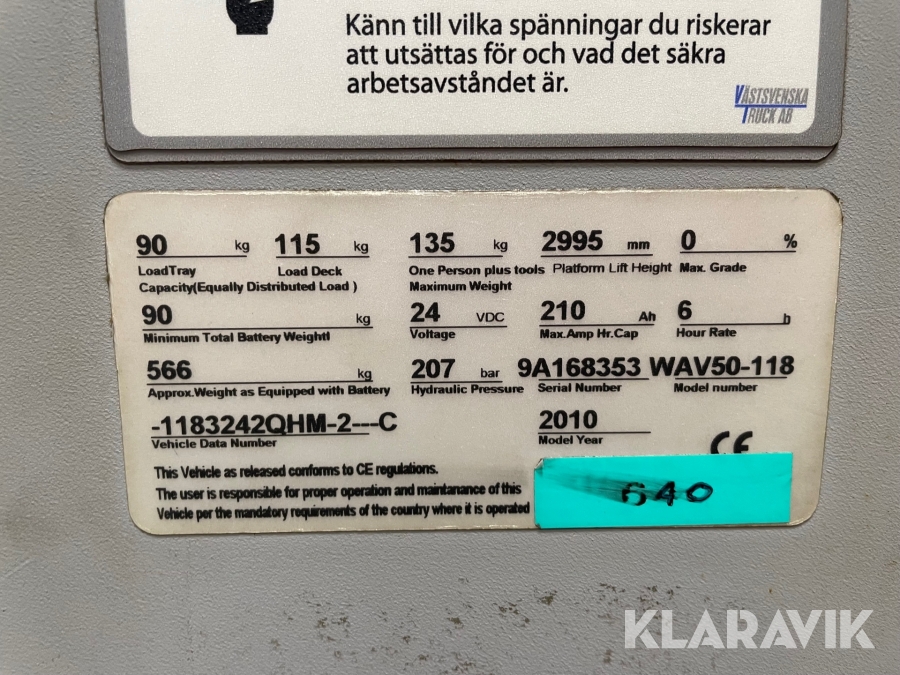 Känn till vilka spänningar du riskerar
att utsättas för och vad det säkra
arbetsavståndet är.
VÄSTSVENSKA
TRUCK AB
90 kg 115 kg 135 kg 2995 mm 0 %
LoadTray Load Deck One Person plus tools Platform Lift Height Max. Grade
Capacity(Equally Distributed Load ) Maximum Weight
90 kg 24 VDC 210 Ah 6 h
Minimum Total Battery Weightl Voltage Max.Amp Hr.Cap Hour Rate
566 kg 207 bar 9A168353 WAV50-118
Approx.Weight as Equipped with Battery Hydraulic Pressure Serial Number Model number
-1183242QHM-2---C 2010
Vehicle Data Number Model Year
CE
This Vehicle as released conforms to CE regulations.
The user is responsible for proper operation and maintanance of this
Vehicle per the mandatory requirements of the country where it is operated
640
KLARAVIK